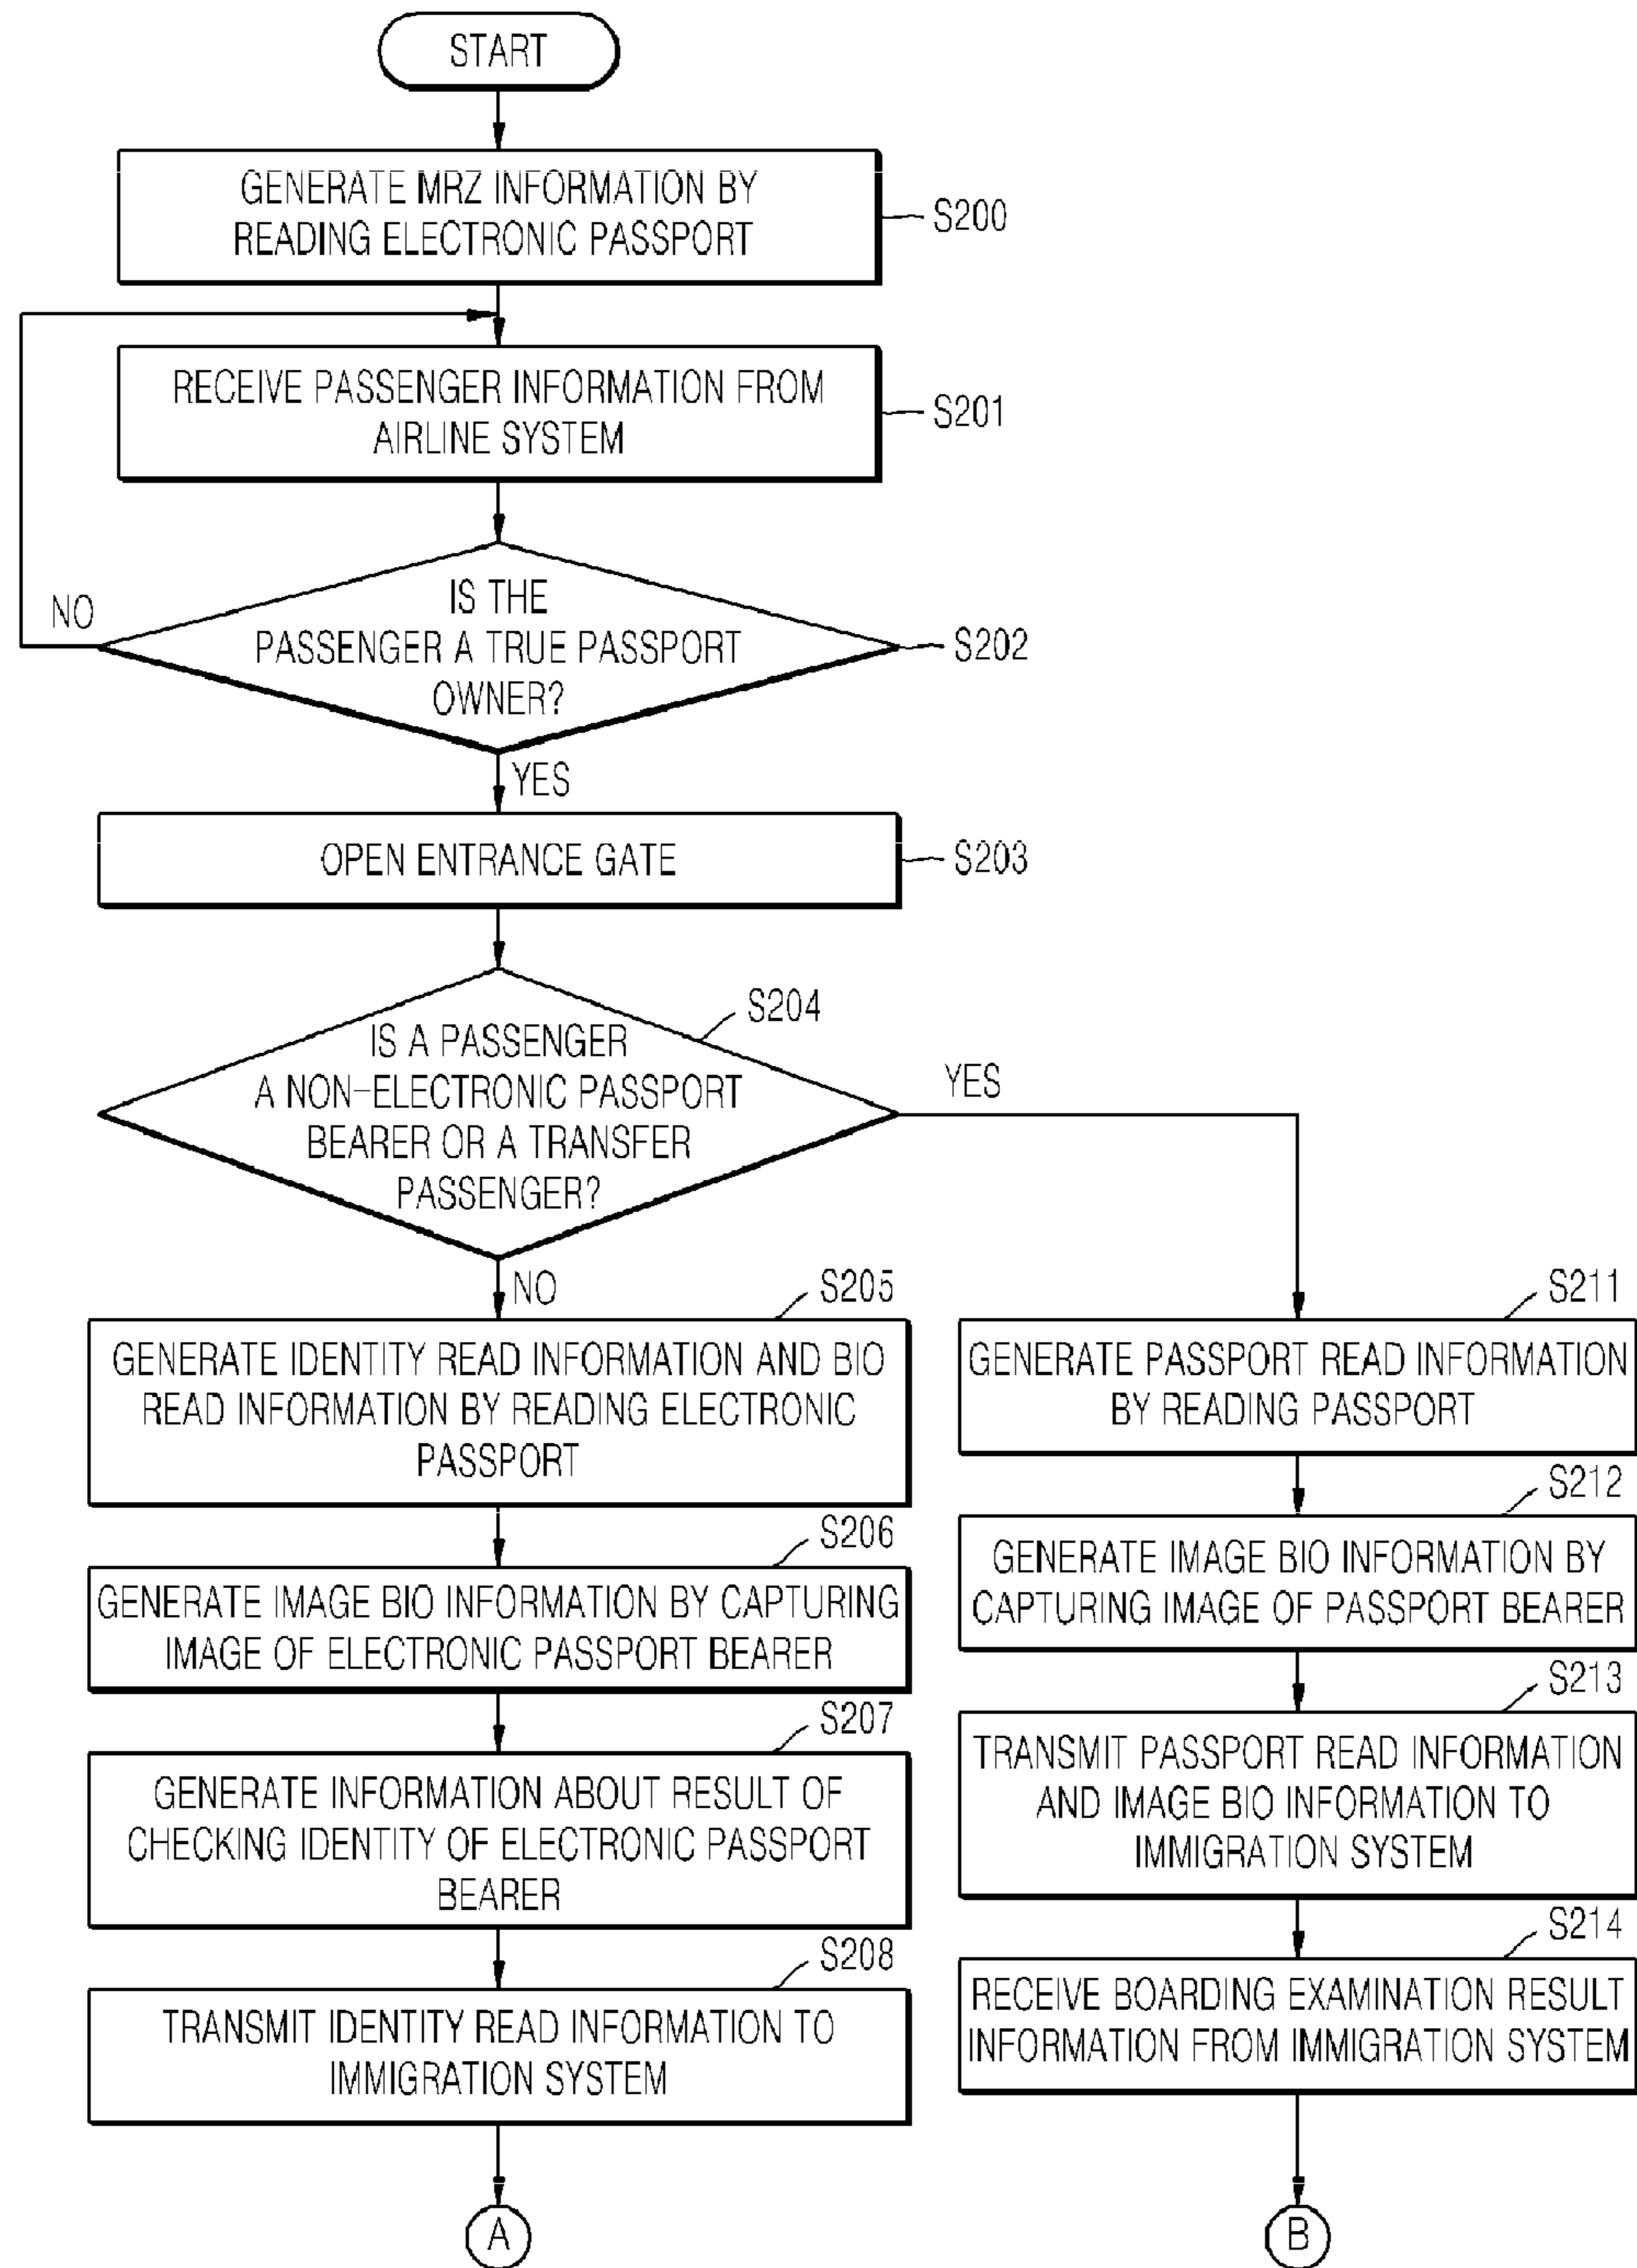 START
GENERATE MRZ INFORMATION BY
READING ELECTRONIC PASSPORT
S200
RECEIVE PASSENGER INFORMATION FROM
AIRLINE SYSTEM
S201
IS THE
PASSENGER A TRUE PASSPORT
OWNER?
S202
NO
YES
OPEN ENTRANCE GATE
S203
S204
IS A PASSENGER
A NON-ELECTRONIC PASSPORT
BEARER OR A TRANSFER
PASSENGER?
YES
NO
S205
GENERATE IDENTITY READ INFORMATION AND BIO
READ INFORMATION BY READING ELECTRONIC
PASSPORT
S206
GENERATE IMAGE BIO INFORMATION BY CAPTURING
IMAGE OF ELECTRONIC PASSPORT BEARER
S207
GENERATE INFORMATION ABOUT RESULT OF
CHECKING IDENTITY OF ELECTRONIC PASSPORT
BEARER
S208
TRANSMIT IDENTITY READ INFORMATION TO
IMMIGRATION SYSTEM
A
S211
GENERATE PASSPORT READ INFORMATION
BY READING PASSPORT
S212
GENERATE IMAGE BIO INFORMATION BY
CAPTURING IMAGE OF PASSPORT BEARER
S213
TRANSMIT PASSPORT READ INFORMATION
AND IMAGE BIO INFORMATION TO
IMMIGRATION SYSTEM
S214
RECEIVE BOARDING EXAMINATION RESULT
INFORMATION FROM IMMIGRATION SYSTEM
B